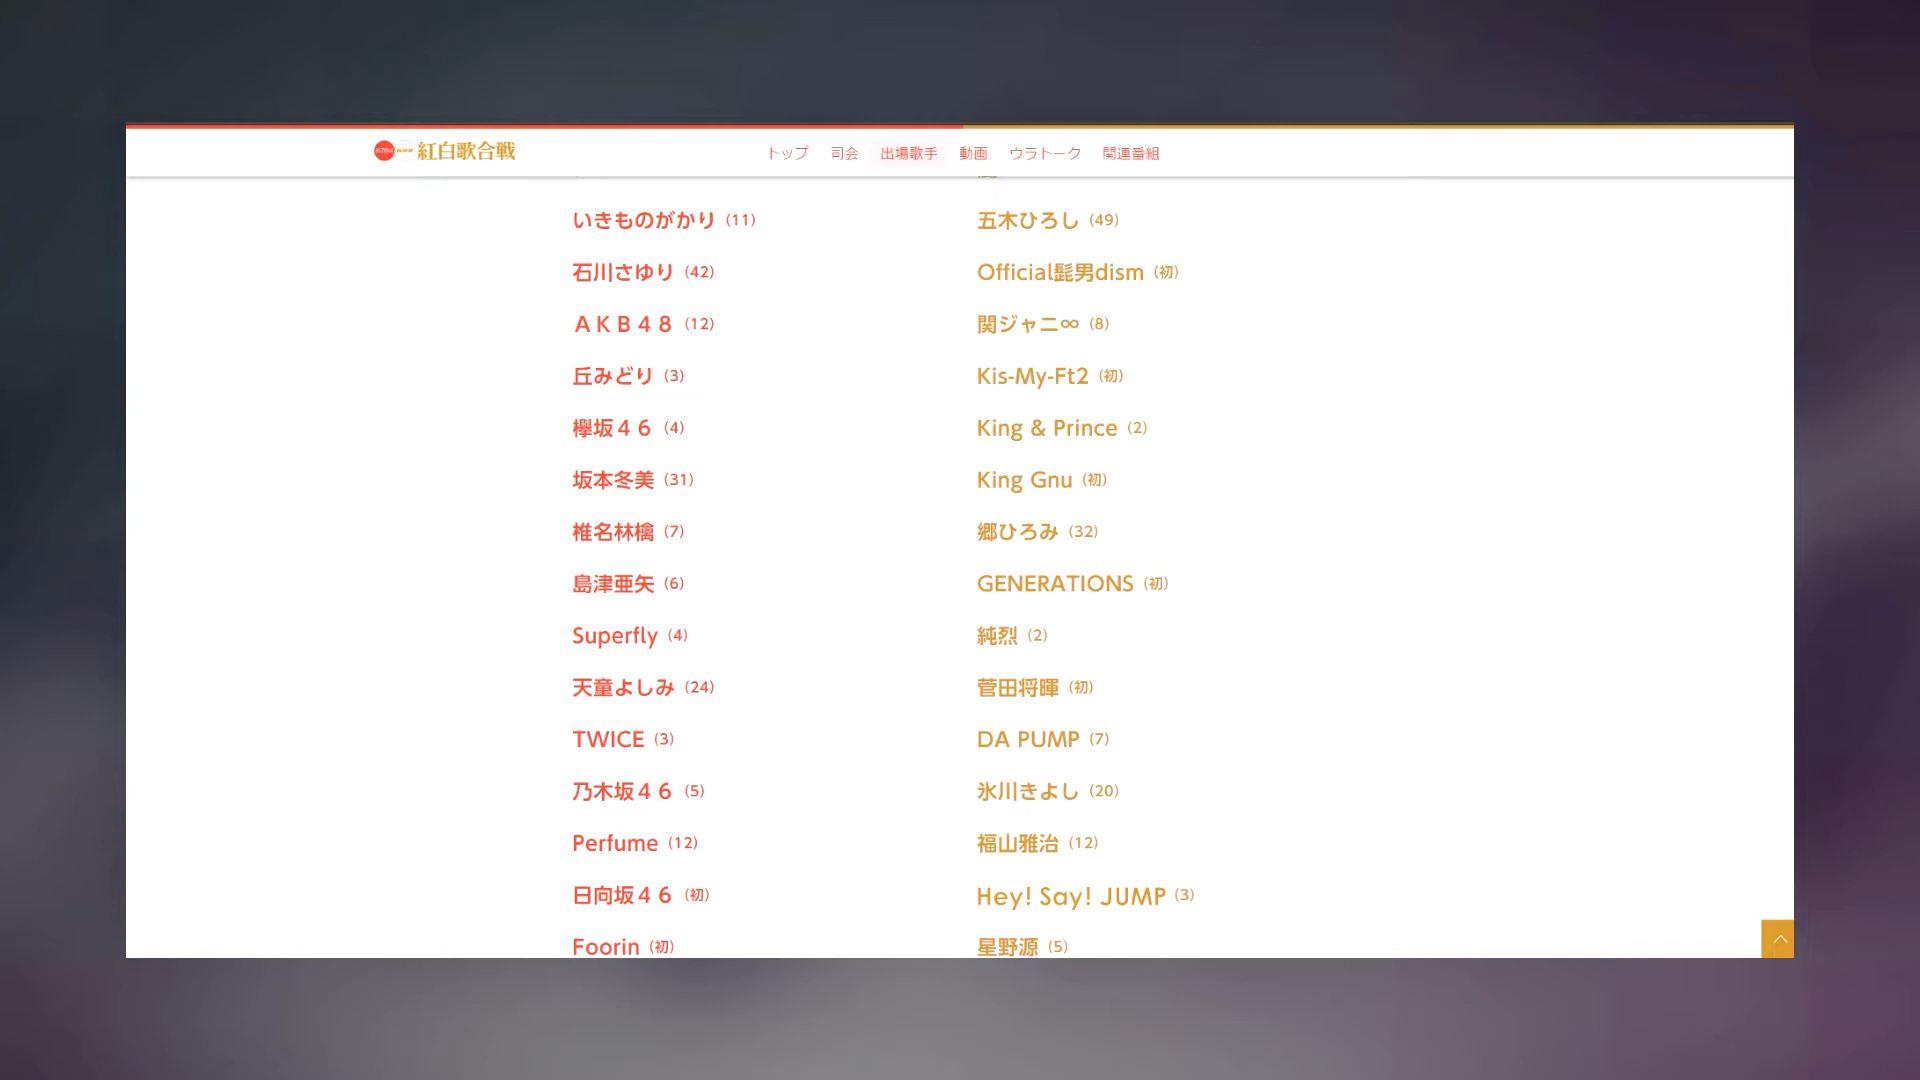 紅白歌合戦
トップ 司会 出場歌手 動画 ウラトーク 関連番組
いきものがかり（11）
石川さゆり（42）
ＡＫＢ４８（12）
丘みどり（3）
欅坂４６（4）
坂本冬美（31）
椎名林檎（7）
島津亜矢（6）
Superfly（4）
天童よしみ（24）
TWICE（3）
乃木坂４６（5）
Perfume（12）
日向坂４６（初）
Foorin（初）
五木ひろし（49）
Official髭男dism（初）
関ジャニ∞（8）
Kis-My-Ft2（初）
King & Prince（2）
King Gnu（初）
郷ひろみ（32）
GENERATIONS（初）
純烈（2）
菅田将暉（初）
DA PUMP（7）
氷川きよし（20）
福山雅治（12）
Hey! Say! JUMP（3）
星野源（5）